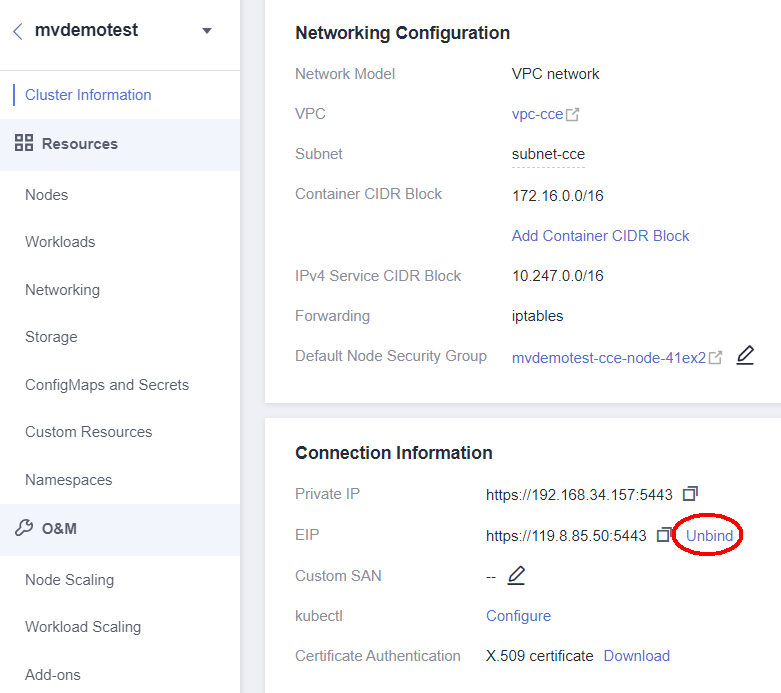 mvdemotest
Cluster Information
Resources
Nodes
Workloads
Networking
Storage
ConfigMaps and Secrets
Custom Resources
Namespaces
O&M
Node Scaling
Workload Scaling
Add-ons
Networking Configuration
Network Model VPC network
VPC vpc-cce
Subnet subnet-cce
Container CIDR Block 172.16.0.0/16
Add Container CIDR Block
IPv4 Service CIDR Block 10.247.0.0/16
Forwarding iptables
Default Node Security Group mvdemotest-cce-node-41ex2
Connection Information
Private IP https://192.168.34.157:5443
EIP https://119.8.85.50:5443 Unbind
Custom SAN --
kubectl Configure
Certificate Authentication X.509 certificate Download